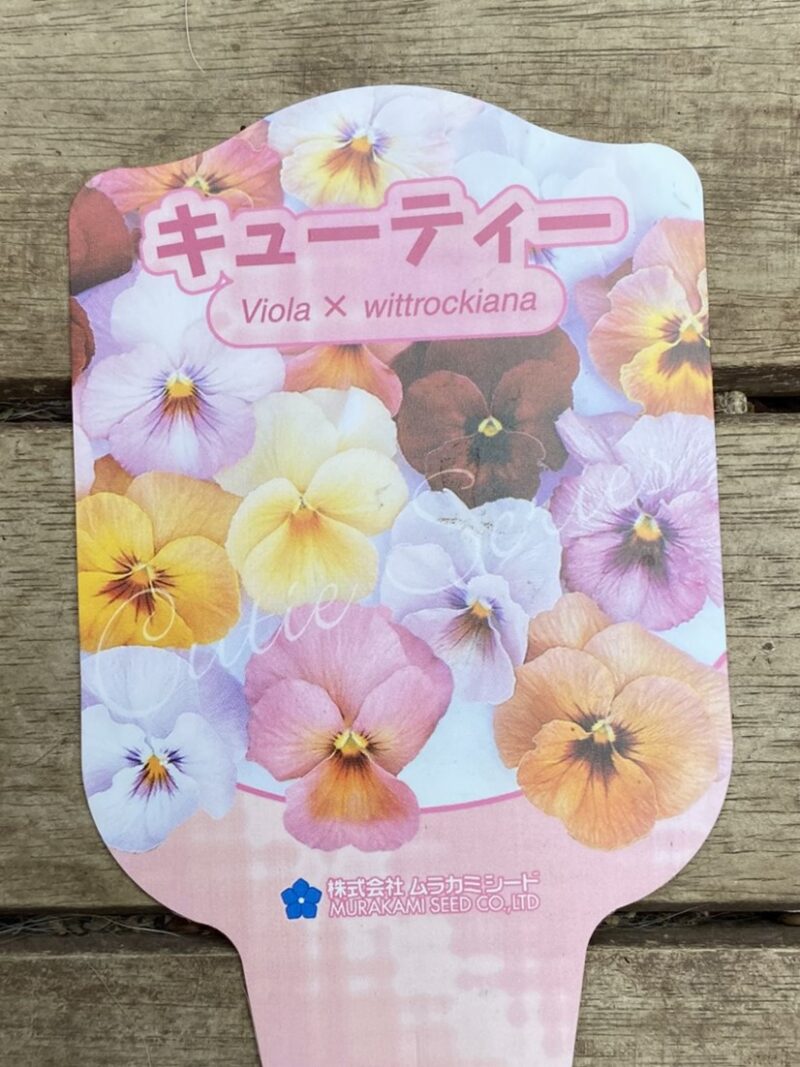 キューティー
Viola × wittrockiana
Cutie Series
株式会社 ムラカミシード
MURAKAMI SEED CO.,LTD